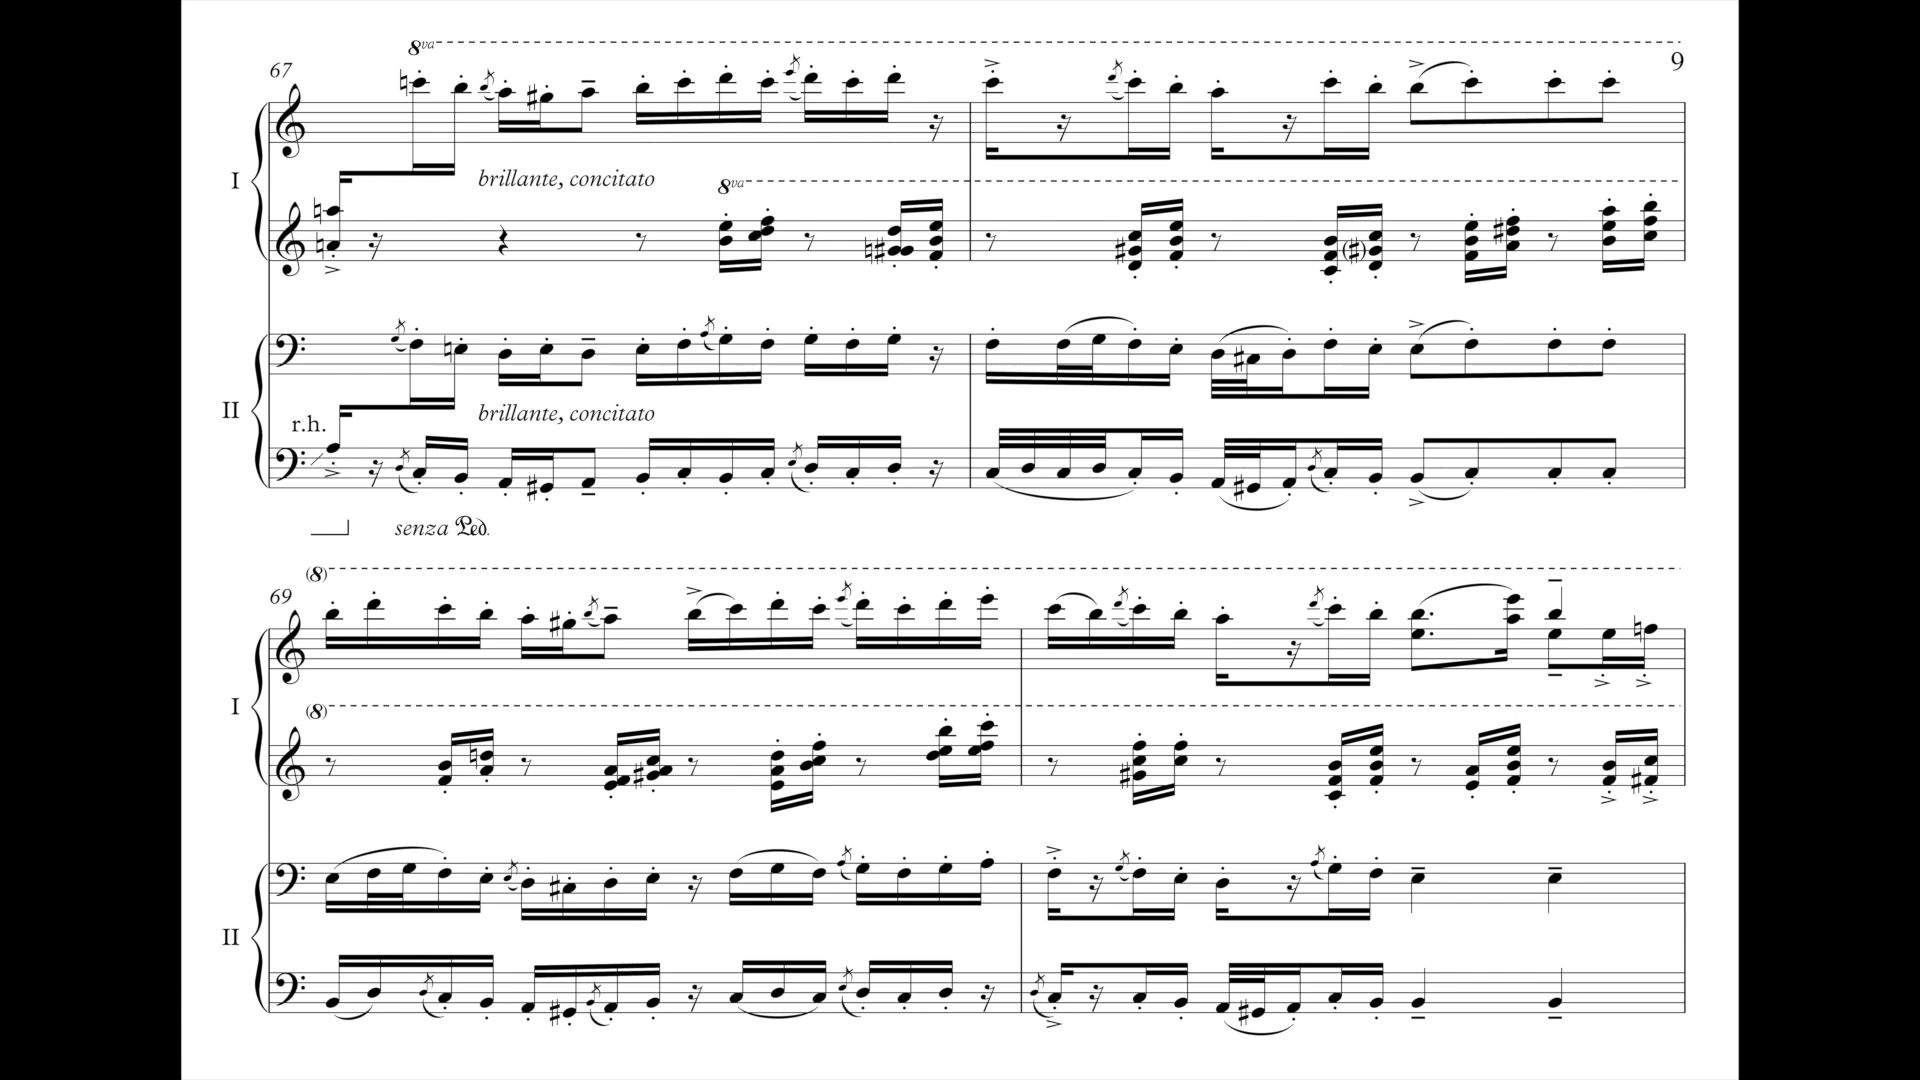 8va
67
9
I
brillante, concitato
8va
II
r.h.
brillante, concitato
senza Ped.
(8)
69
I
(8)
II